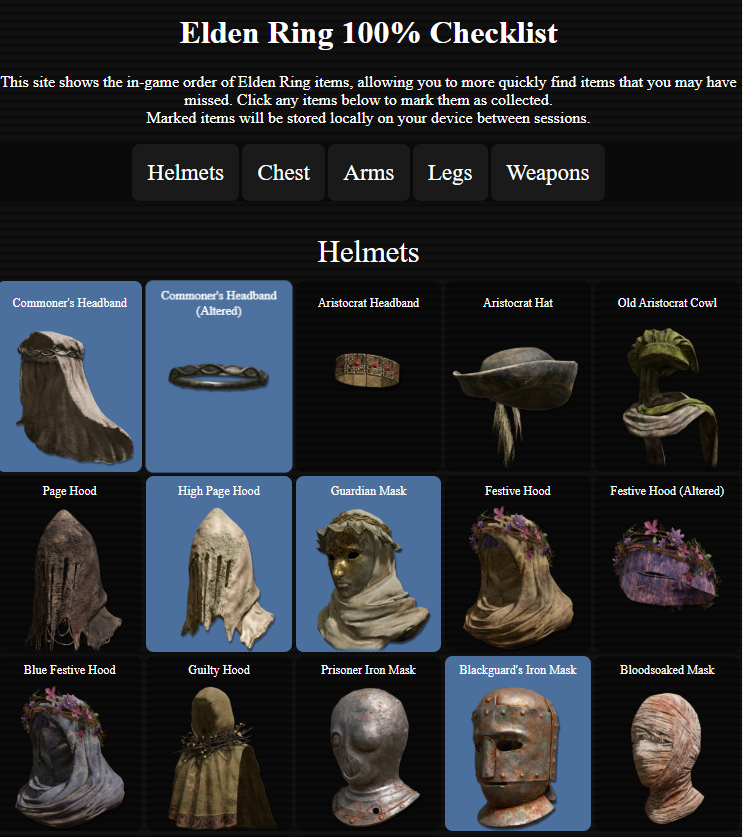 Elden Ring 100% Checklist
This site shows the in-game order of Elden Ring items, allowing you to more quickly find items that you may have
missed. Click any items below to mark them as collected.
Marked items will be stored locally on your device between sessions.
Helmets Chest Arms Legs Weapons
Helmets
Commoner's Headband
Commoner's Headband
(Altered)
Aristocrat Headband
Aristocrat Hat
Old Aristocrat Cowl
Page Hood
High Page Hood
Guardian Mask
Festive Hood
Festive Hood (Altered)
Blue Festive Hood
Guilty Hood
Prisoner Iron Mask
Blackguard's Iron Mask
Bloodsoaked Mask